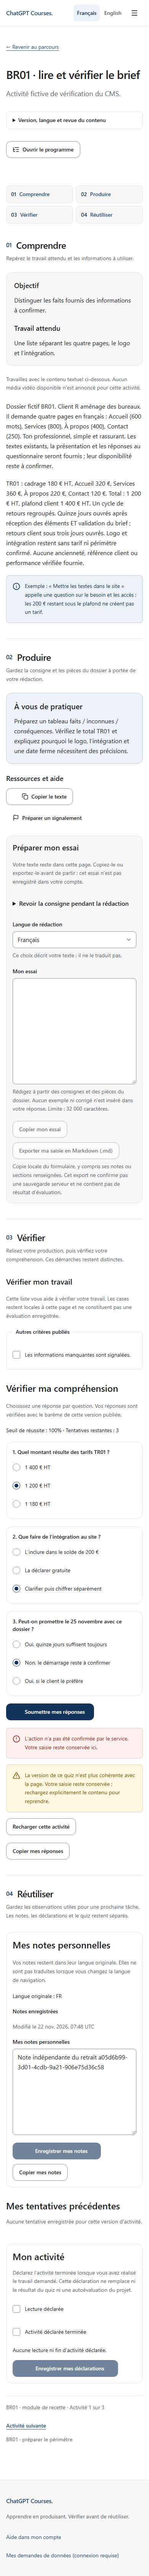 ChatGPT Courses.
Français
English
← Revenir au parcours
BR01 · lire et vérifier le brief
Activité fictive de vérification du CMS.
Version, langue et revue du contenu
Ouvrir le programme
01 Comprendre
02 Produire
03 Vérifier
04 Réutiliser
01 Comprendre
Repérez le travail attendu et les informations à utiliser.
Objectif
Distinguer les faits fournis des informations
à confirmer.
Travail attendu
Une liste séparant les quatre pages, le logo
et l'intégration.
Travaillez avec le contenu textuel ci-dessous. Aucun
média vidéo disponible n'est annoncé pour cette activité.
Dossier fictif BR01. Client R aménage des bureaux.
Il demande quatre pages en français : Accueil (600
mots), Services (800), À propos (400), Contact
(250). Ton professionnel, simple et rassurant. Les
textes existants, la présentation et les réponses au
questionnaire seront fournis ; leur disponibilité
reste à confirmer.
TR01 : cadrage 180 € HT, Accueil 320 €, Services
360 €, À propos 220 €, Contact 120 €. Total : 1 200
€ HT, plafond client 1 400 € HT. Un cycle de
retours regroupés. Quinze jours ouvrés après
réception des éléments ET validation du brief ;
retours client sous trois jours ouvrés. Logo et
intégration restent sans tarif ni périmètre
confirmé. Aucune ancienneté, référence client ou
performance vérifiée fournie.
Exemple : « Mettre les textes dans le site »
appelle une question sur le besoin et les accès ;
les 200 € restant sous le plafond ne créent pas
un tarif.
02 Produire
Gardez la consigne et les pièces du dossier à portée de
votre rédaction.
À vous de pratiquer
Préparez un tableau faits / inconnues /
conséquences. Vérifiez le total TR01 et
expliquez pourquoi le logo, l'intégration et
une date ferme nécessitent des précisions.
Ressources et aide
Copier le texte
Préparer un signalement
Préparer mon essai
Votre texte reste dans cette page. Copiez-le ou
exportez-le avant de partir ; cet essai n'est pas
enregistré dans votre compte.
Revoir la consigne pendant la rédaction
Langue de rédaction
Français
Ce choix décrit votre texte ; il ne le traduit pas.
Mon essai
Rédigez à partir des consignes et des pièces du
dossier. Aucun exemple ni corrigé n'est inséré dans
votre réponse. Limite : 32 000 caractères.
Copier mon essai
Exporter ma saisie en Markdown (.md)
Copie locale du formulaire, y compris ses notes ou
sections renseignées. Cet export ne confirme pas
une sauvegarde serveur et ne contient pas de
résultat d'évaluation.
03 Vérifier
Relisez votre production, puis vérifiez votre
compréhension. Ces démarches restent distinctes.
Vérifier mon travail
Cette liste vous aide à vérifier votre travail. Les cases
restent locales à cette page et ne constituent pas une
évaluation enregistrée.
Autres critères publiés
Les informations manquantes sont signalées.
Vérifier ma compréhension
Choisissez une réponse par question. Vos réponses sont
vérifiées avec le barème de cette version publiée.
Seuil de réussite : 100% · Tentatives restantes : 3
1. Quel montant résulte des tarifs TR01 ?
1 400 € HT
1 200 € HT
1 180 € HT
2. Que faire de l'intégration au site ?
L'inclure dans le solde de 200 €
La déclarer gratuite
Clarifier puis chiffrer séparément
3. Peut-on promettre le 25 novembre avec ce
dossier ?
Oui, quinze jours suffisent toujours
Non, le démarrage reste à confirmer
Oui, si le client le préfère
Soumettre mes réponses
L'action n'a pas été confirmée par le service.
Votre saisie reste conservée ici.
La version de ce quiz n'est plus cohérente avec
la page. Votre saisie reste conservée :
rechargez explicitement le contenu pour
reprendre.
Recharger cette activité
Copier mes réponses
04 Réutiliser
Gardez les observations utiles pour une prochaine tâche.
Les notes, les déclarations et le quiz restent séparés.
Mes notes personnelles
Vos notes restent dans leur langue originale. Elles ne
sont pas traduites lorsque vous changez la langue
de navigation.
Langue originale : FR
Notes enregistrées
Modifié le 22 nov. 2026, 07:48 UTC
Mes notes personnelles
Note indépendante du retrait a05d6b99-
3d01-4cdb-9a21-906e75d36c58
Enregistrer mes notes
Copier mes notes
Mes tentatives précédentes
Aucune tentative enregistrée pour cette version d'activité.
Mon activité
Déclarez l'activité terminée lorsque vous avez réalisé
le travail demandé. Cette déclaration ne remplace ni
le résultat du quiz ni une autoévaluation du projet.
Lecture déclarée
Activité déclarée terminée
Aucune lecture ni fin d'activité déclarée.
Enregistrer mes déclarations
BR01 · module de recette · Activité 1 sur 3
Activité suivante
BR01 · préparer le périmètre
ChatGPT Courses.
Apprendre en produisant. Vérifier avant de réutiliser.
Aide dans mon compte
Mes demandes de données (connexion requise)